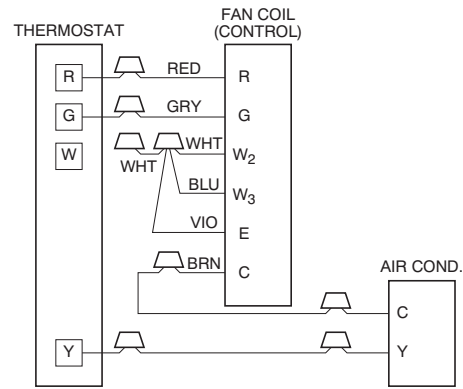 FAN COIL
(CONTROL)
THERMOSTAT
R RED R
G GRY G
W WHT WHT W2
BLU W3
VIO E
BRN C
AIR COND.
C
Y Y